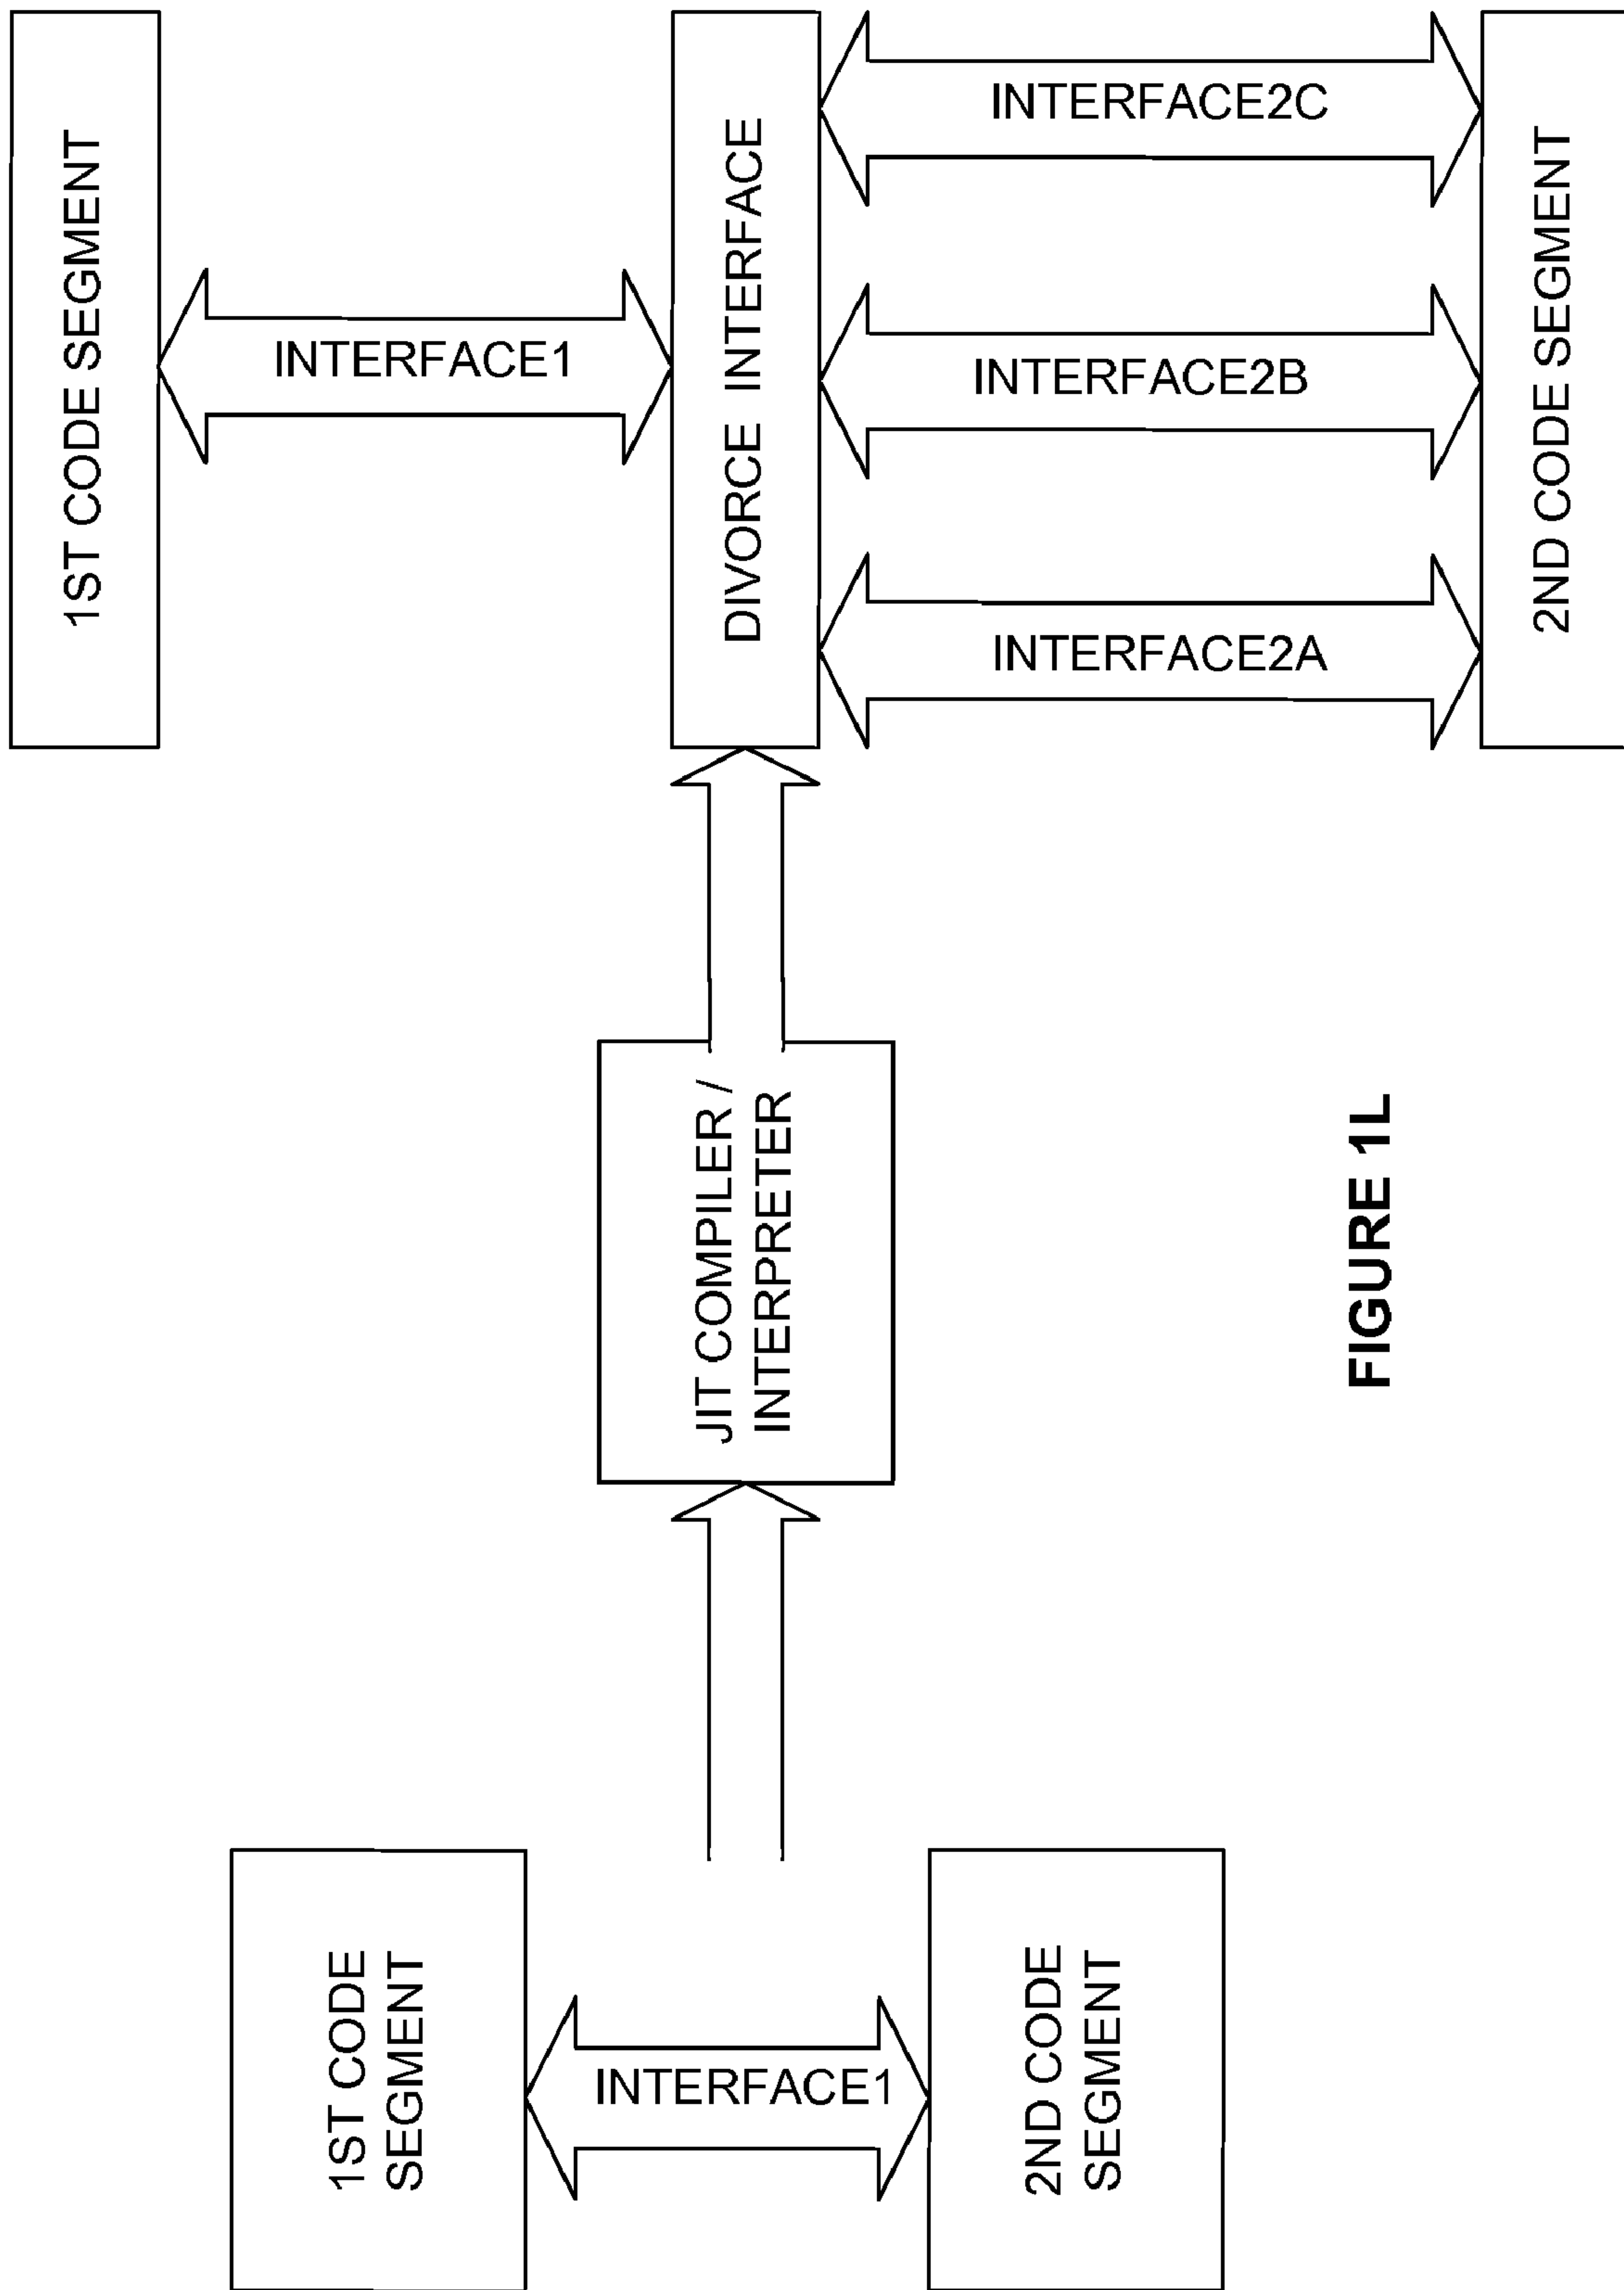 1ST CODE
SEGMENT
INTERFACE1
2ND CODE
SEGMENT
JIT COMPILER /
INTERPRETER
1ST CODE SEGMENT
INTERFACE1
DIVORCE INTERFACE
INTERFACE2A
INTERFACE2B
INTERFACE2C
2ND CODE SEGMENT
FIGURE 1L